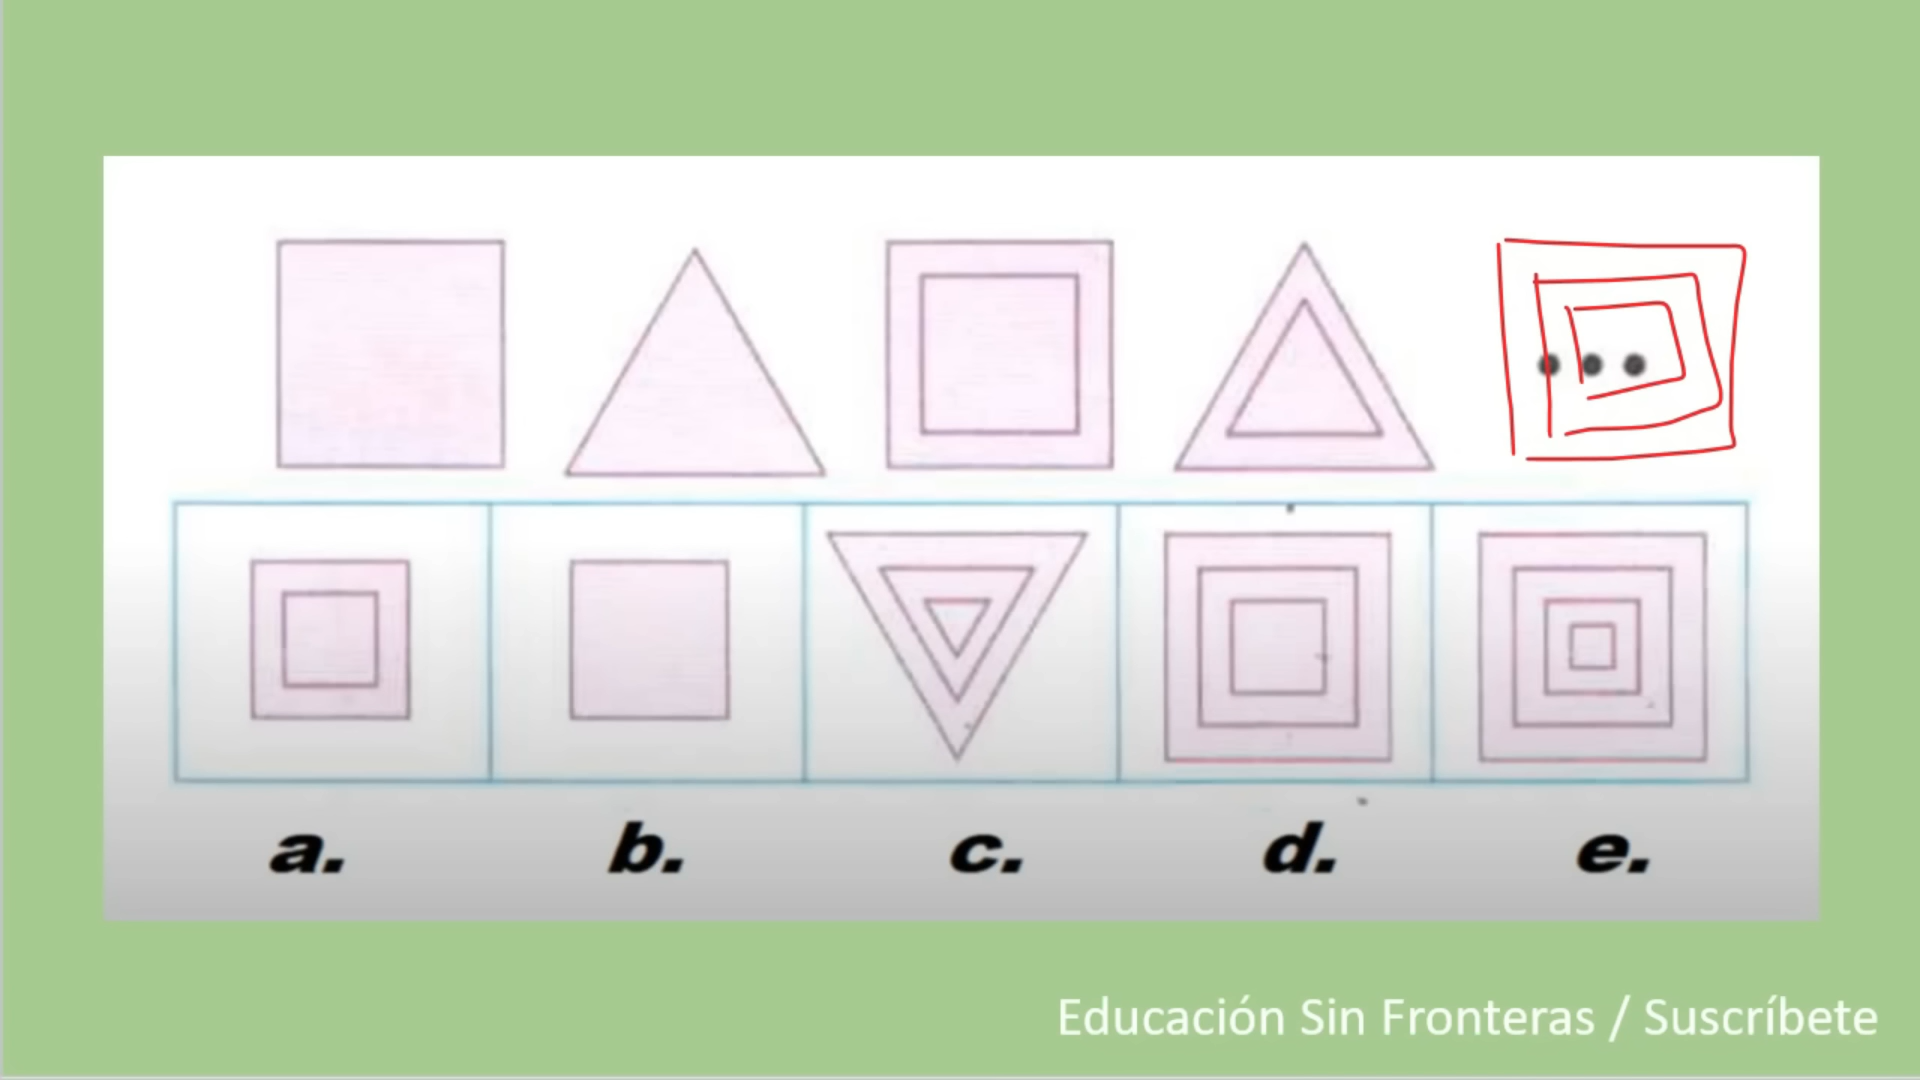 a. b. c. d. e.
Educación Sin Fronteras / Suscríbete